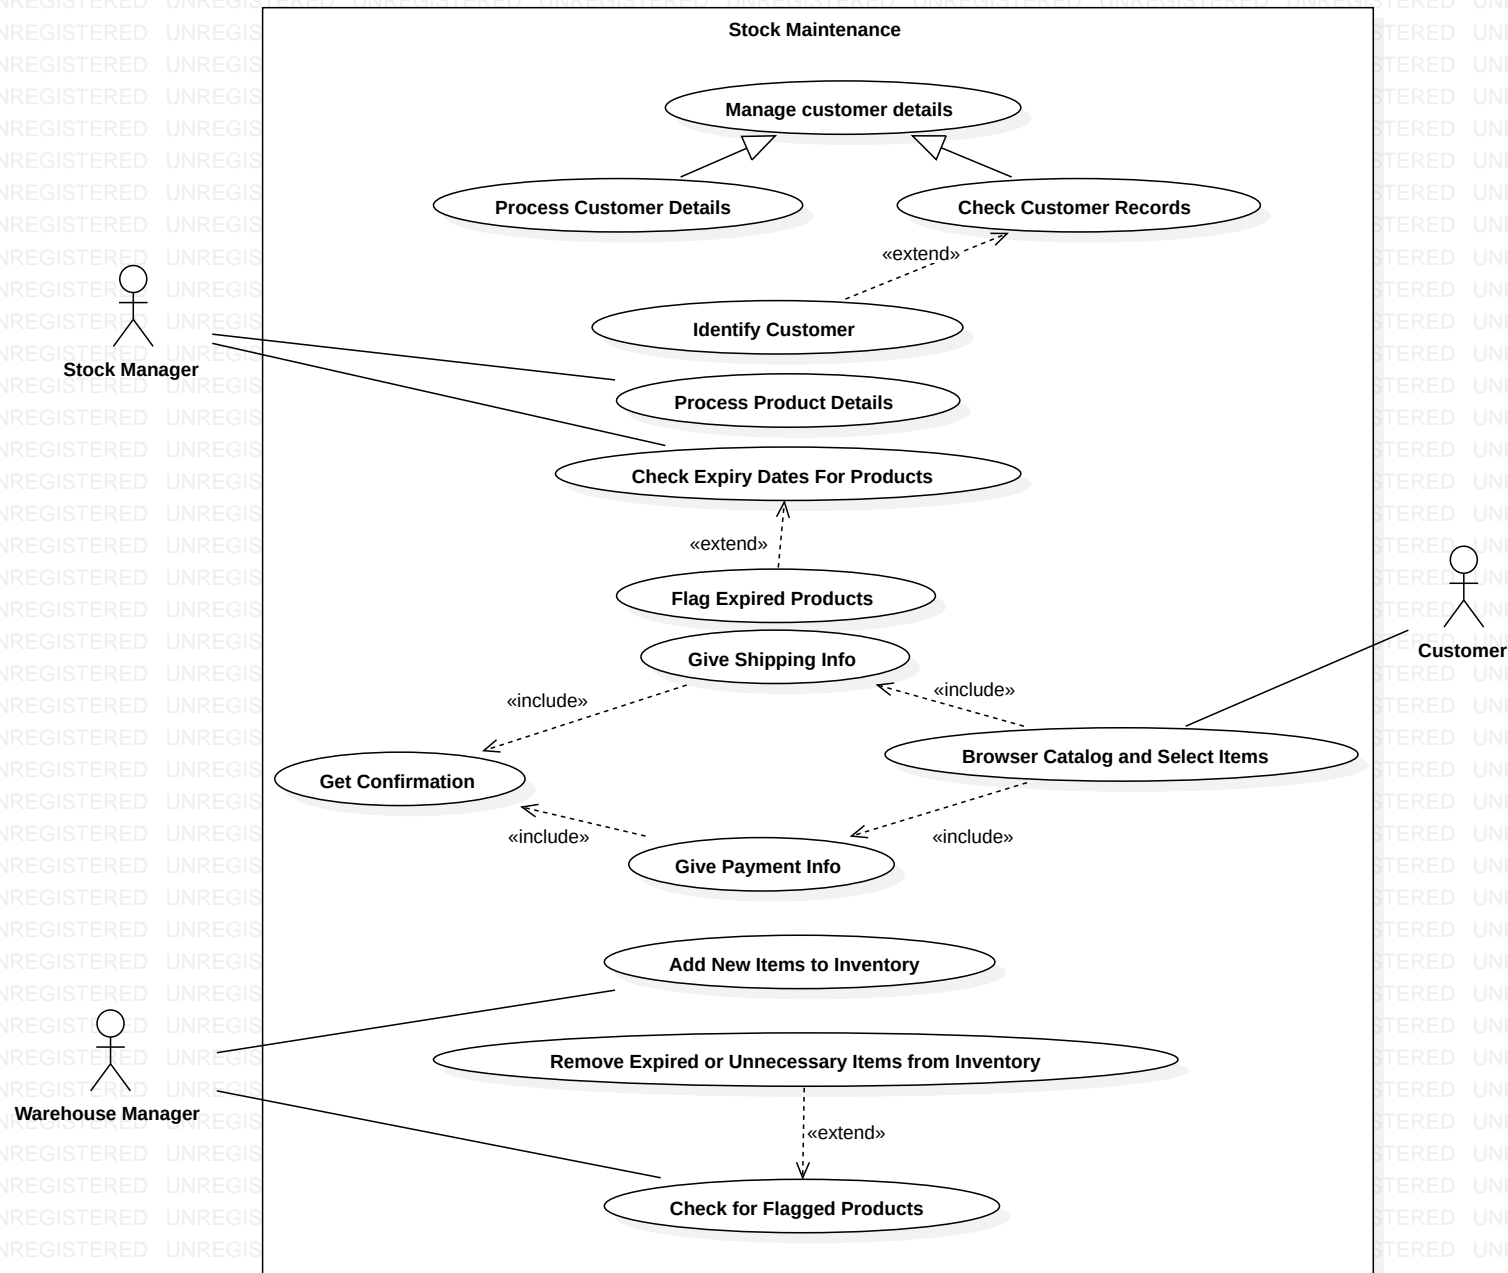 Stock Maintenance
Manage customer details
Process Customer Details
Check Customer Records
«extend»
Identify Customer
Stock Manager
Process Product Details
Check Expiry Dates For Products
«extend»
Flag Expired Products
Give Shipping Info
Customer
«include»
«include»
Browser Catalog and Select Items
Get Confirmation
«include»
«include»
Give Payment Info
Add New Items to Inventory
Remove Expired or Unnecessary Items from Inventory
Warehouse Manager
«extend»
Check for Flagged Products
UNREGISTERED